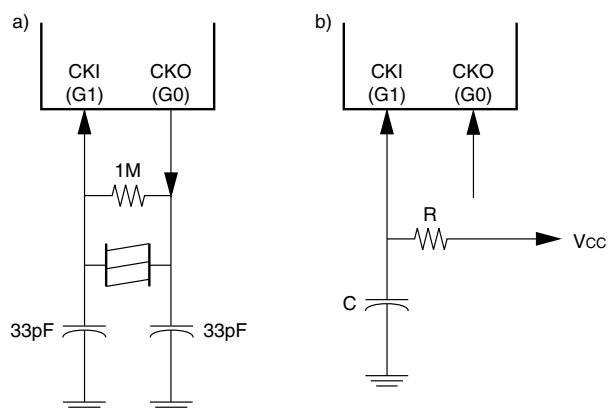 a)
CKI
(G1)
CKO
(G0)
1M
33pF
33pF
b)
CKI
(G1)
CKO
(G0)
R
VCC
C